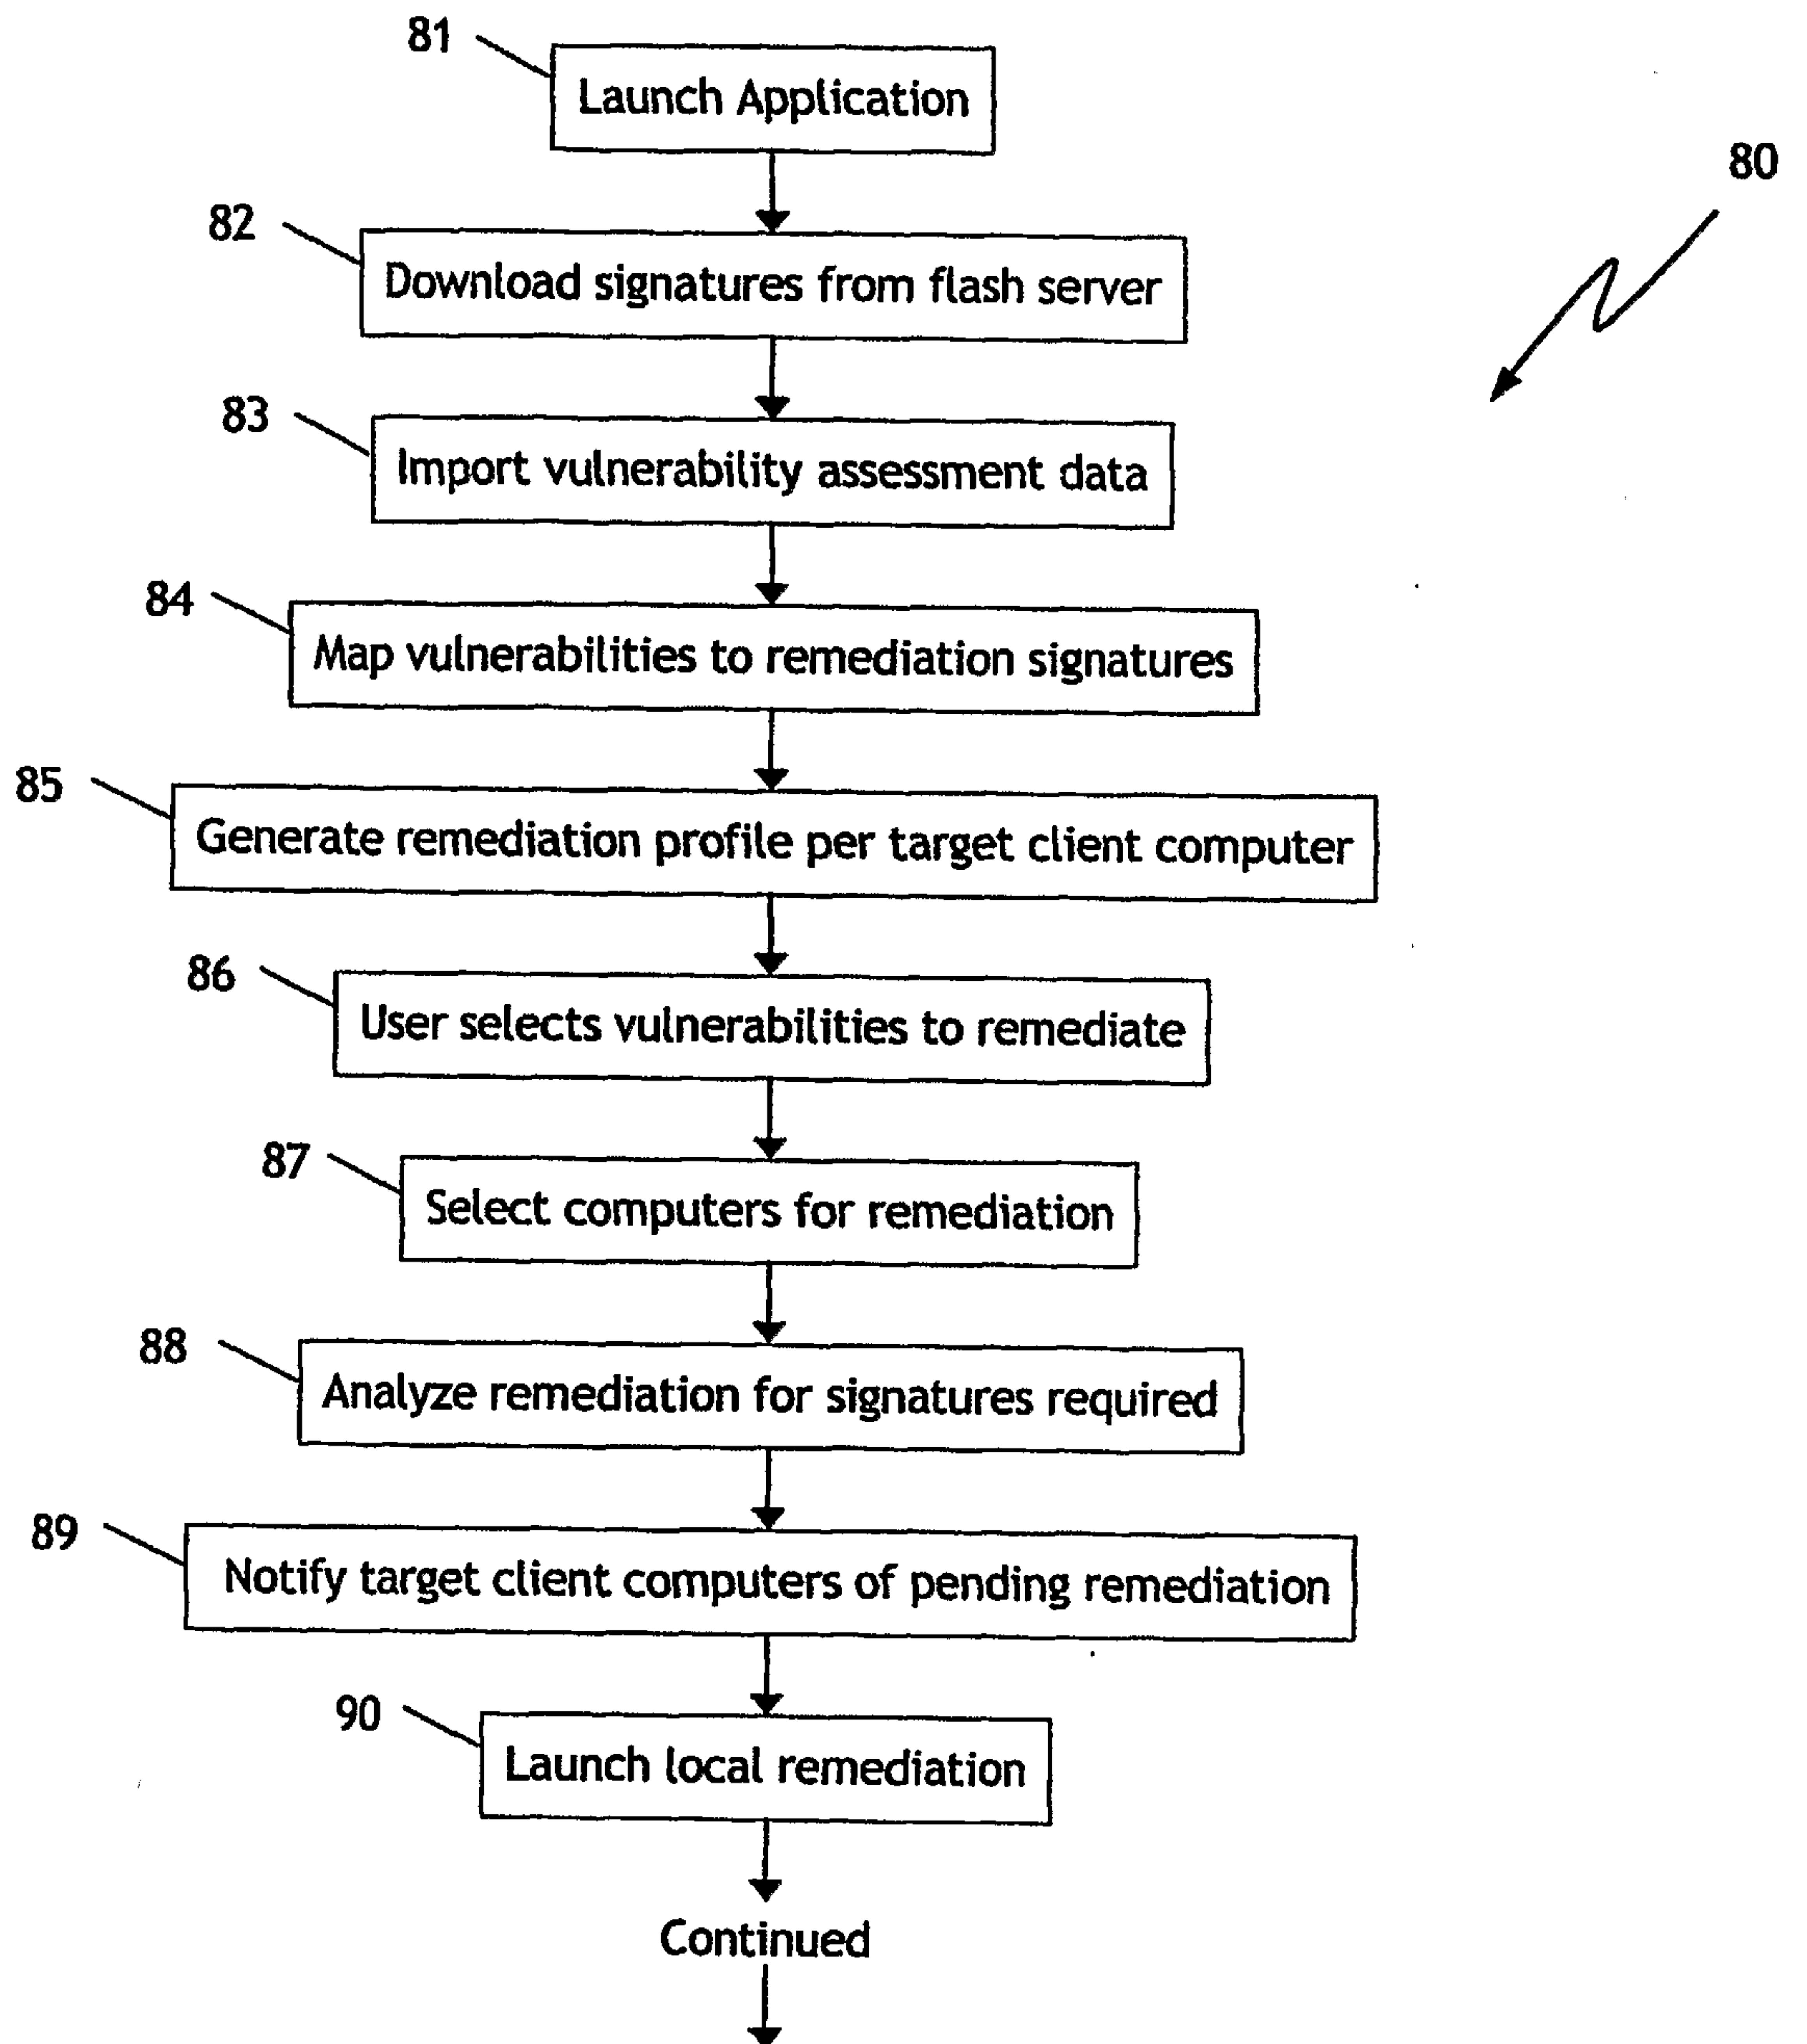 81
Launch Application
80
82
Download signatures from flash server
83
Import vulnerability assessment data
84
Map vulnerabilities to remediation signatures
85
Generate remediation profile per target client computer
86
User selects vulnerabilities to remediate
87
Select computers for remediation
88
Analyze remediation for signatures required
89
Notify target client computers of pending remediation
90
Launch local remediation
Continued